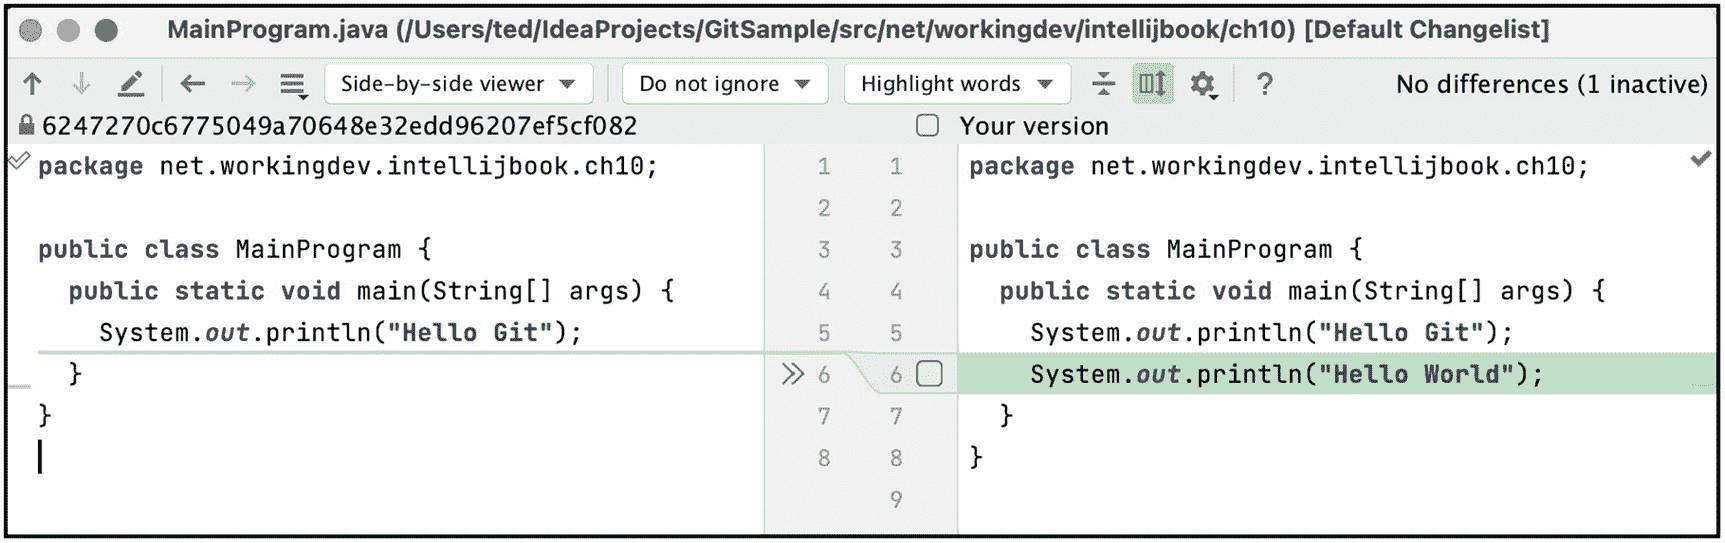 MainProgram.java (/Users/ted/IdeaProjects/GitSample/src/net/workingdev/intellijbook/ch10) [Default Changelist]
Side-by-side viewer Do not ignore Highlight words ? No differences (1 inactive)
6247270c6775049a70648e32edd96207ef5cf082 Your version
package net.workingdev.intellijbook.ch10; 1 1 package net.workingdev.intellijbook.ch10;
2 2
public class MainProgram { 3 3 public class MainProgram {
public static void main(String[] args) { 4 4 public static void main(String[] args) {
System.out.println("Hello Git"); 5 5 System.out.println("Hello Git");
} >> 6 6 System.out.println("Hello World");
} 7 7 }
8 8 }
9